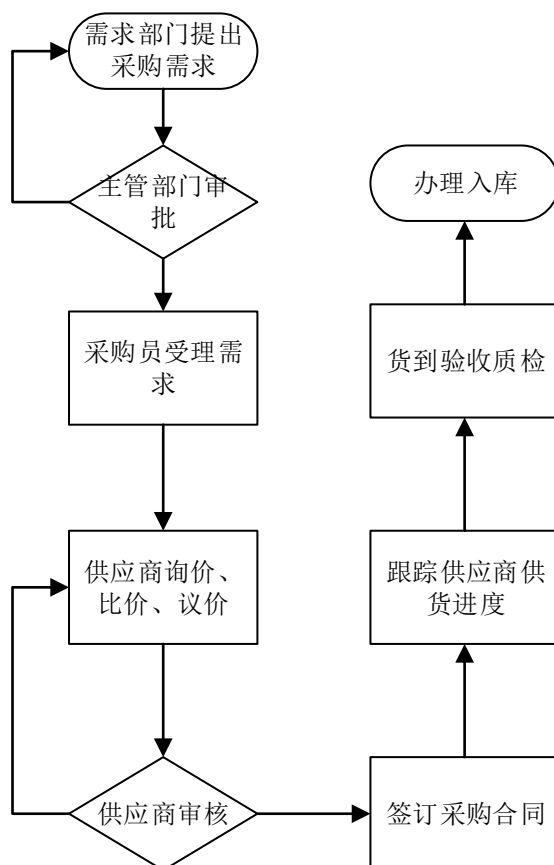 需求部门提出
采购需求
主管部门审
批
采购员受理需
求
供应商询价、
比价、议价
供应商审核
签订采购合同
跟踪供应商供
货进度
货到验收质检
办理入库